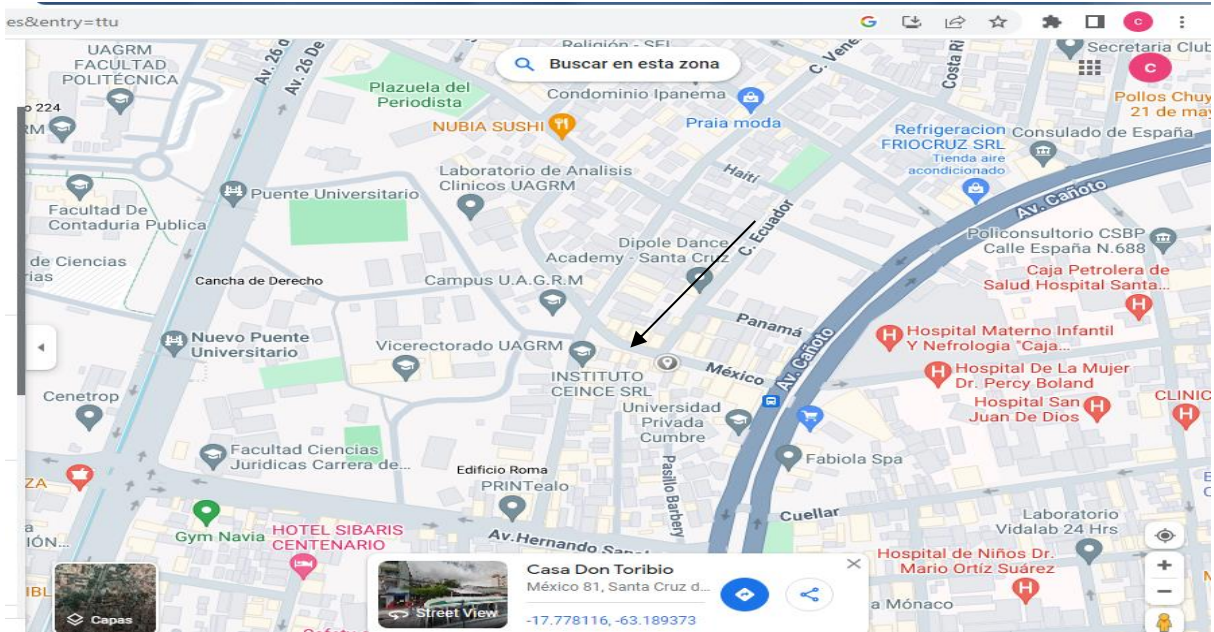 es&entry=ttu
G
C
Buscar en esta zona
C
UAGRM
FACULTAD
POLITÉCNICA
Av. 26 De
Plazuela del
Periodista
Condominio Ipanema
C. Vene
Costa Ri
Secretaria Club
Pollos Chuy
21 de may
o 224
RM
NUBIA SUSHI
Praia moda
Refrigeracion
FRIOCRUZ SRL
Tienda aire
acondicionado
Consulado de España
Puente Universitario
Laboratorio de Analisis
Clinicos UAGRM
Haití
Av. Cañoto
Facultad De
Contaduria Publica
Dipole Dance
Academy - Santa Cruz
C. Ecuador
Policonsultorio CSBP
Calle España N.688
de Ciencias
rias
Cancha de Derecho
Campus U.A.G.R.M
Caja Petrolera de
Salud Hospital Santa...
Panamá
Av. Cañoto
Hospital Materno Infantil
Y Nefrologia "Caja...
Nuevo Puente
Universitario
Vicerectorado UAGRM
INSTITUTO
CEINCE SRL
México
Hospital De La Mujer
Dr. Percy Boland
Hospital San
Juan De Dios
CLINIC
Cenetrop
Universidad
Privada
Cumbre
Facultad Ciencias
Juridicas Carrera de...
Edificio Roma
PRINTealo
Pasillo Barbery
Fabiola Spa
ZA
Gym Navia
HOTEL SIBARIS
CENTENARIO
Av.Hernando
Cuellar
Laboratorio
Vidalab 24 Hrs
IÓN...
Hospital de Niños Dr.
Mario Ortíz Suárez
Casa Don Toribio
México 81, Santa Cruz d...
-17.778116, -63.189373
Street View
Capas
a Mónaco